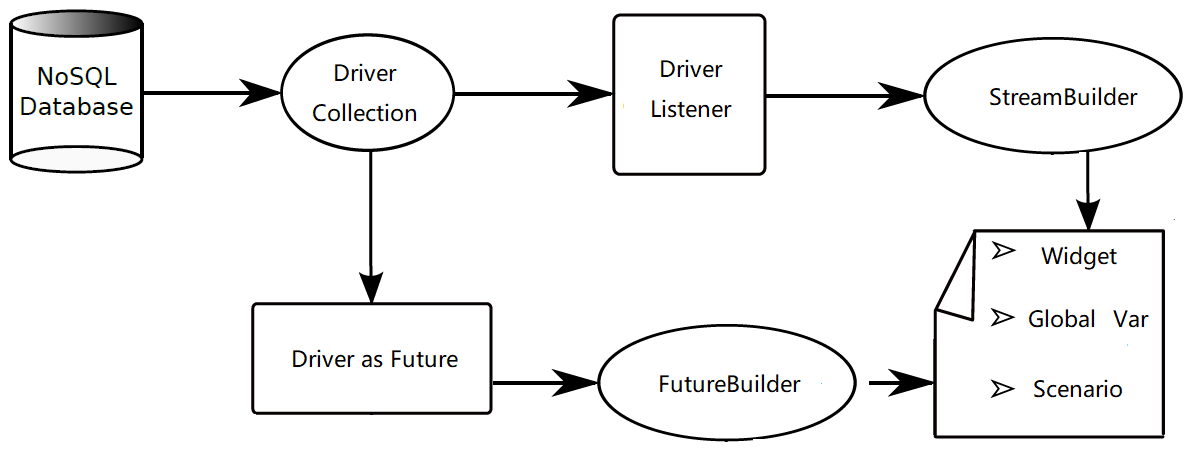 NoSQL
Database
Driver
Collection
Driver
Listener
StreamBuilder
Driver as Future
FutureBuilder
Widget
Global Var
Scenario